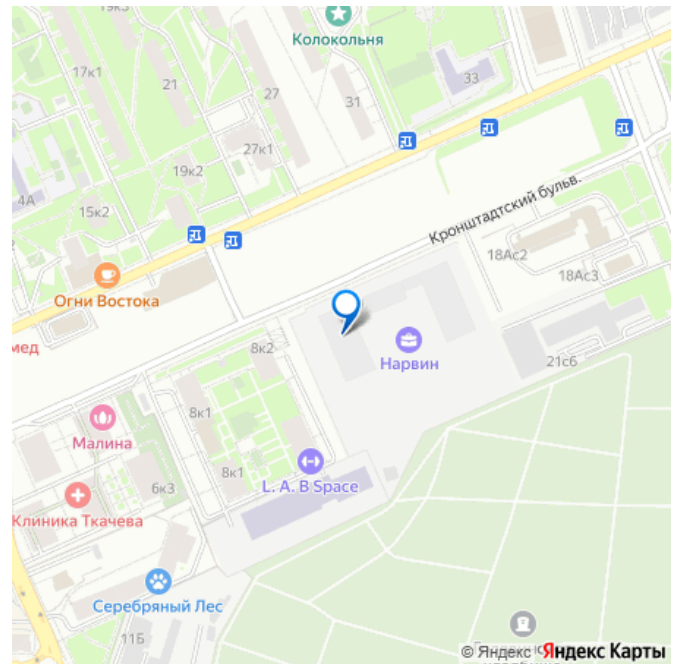 19к3
Колокольня
17к1
21
27
31
33
27к1
19к2
4А
15к2
Кронштадтский бульв.
18Ас2
18Ас3
Огни Востока
мед
8к2
Нарвин
21с6
8к1
Малина
8к1
L. A. B Space
6к3
Клиника Ткачева
Серебряный Лес
11Б
© Яндекс Яндекс Карты